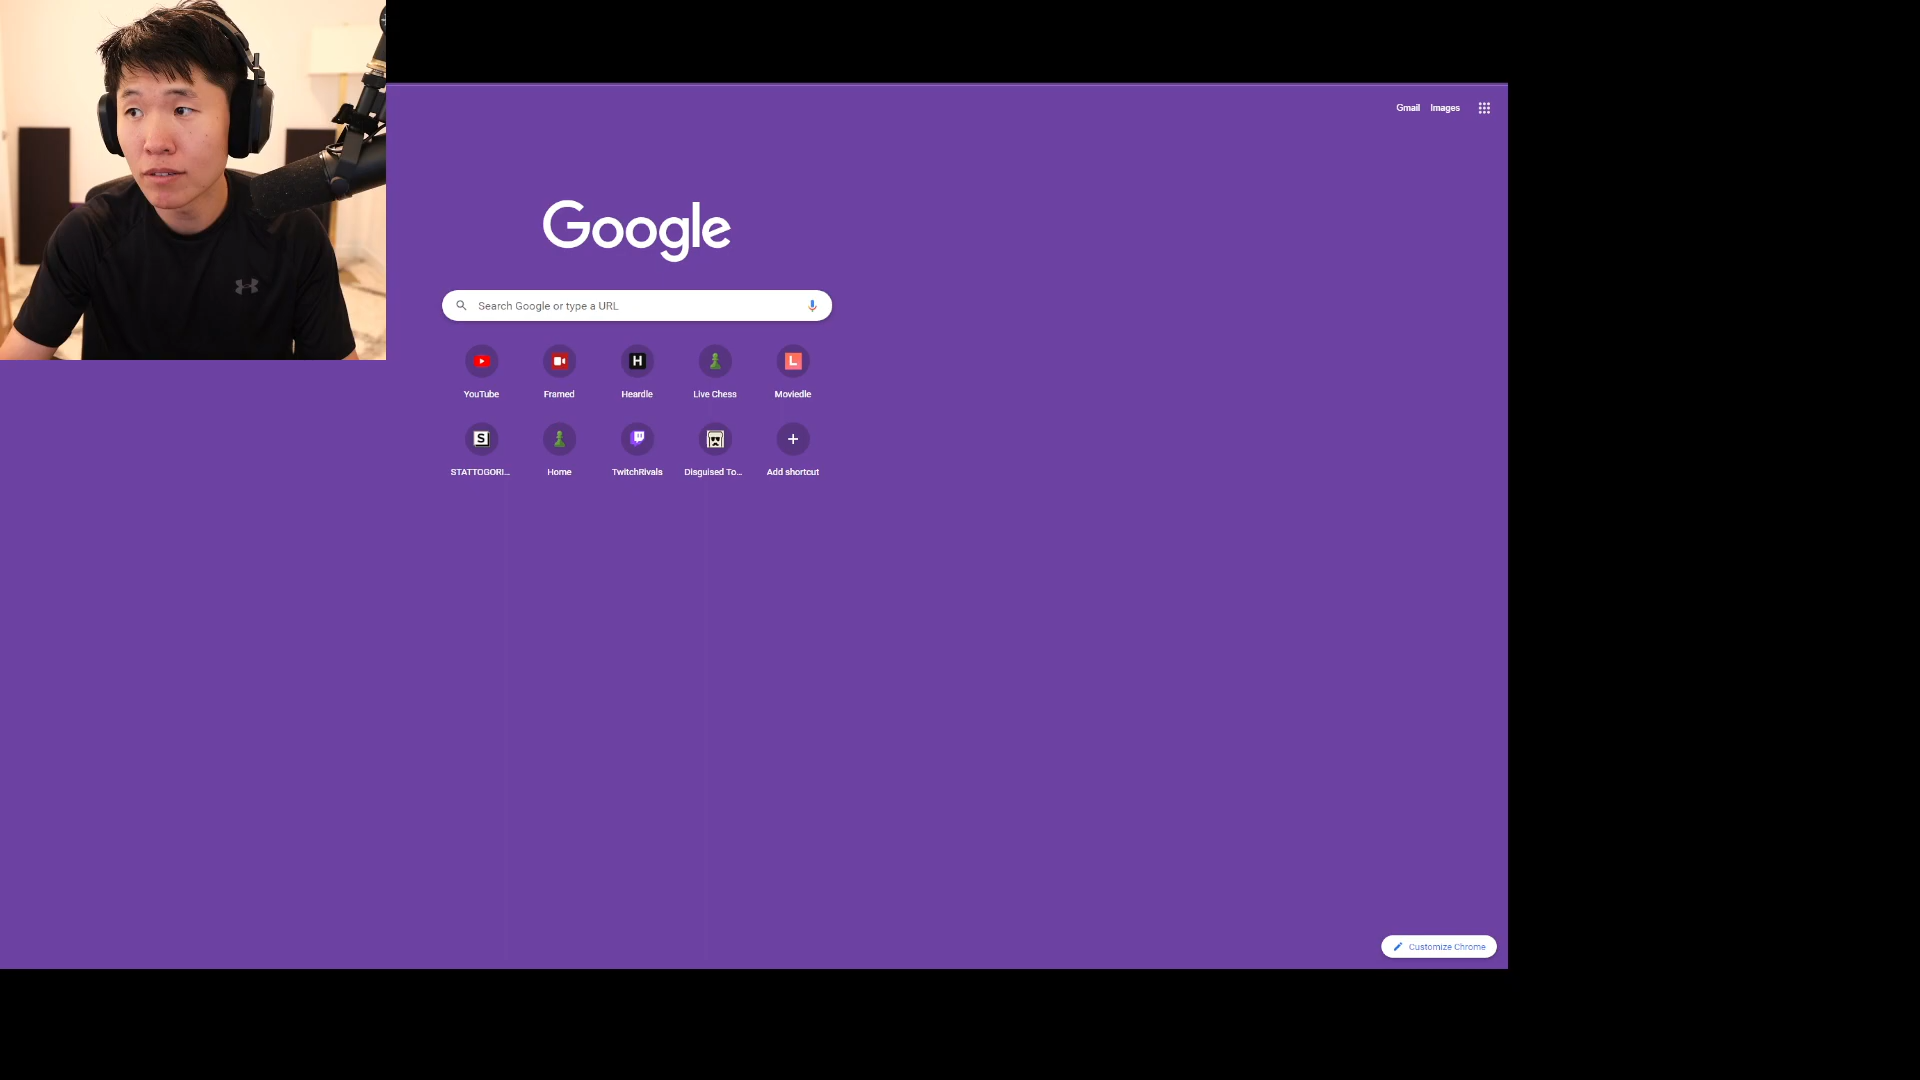 Gmail Images
Google
Search Google or type a URL
H
L
YouTube Framed Heardle Live Chess Moviedle
S
STATTOGORI... Home TwitchRivals Disguised To... Add shortcut
Customize Chrome